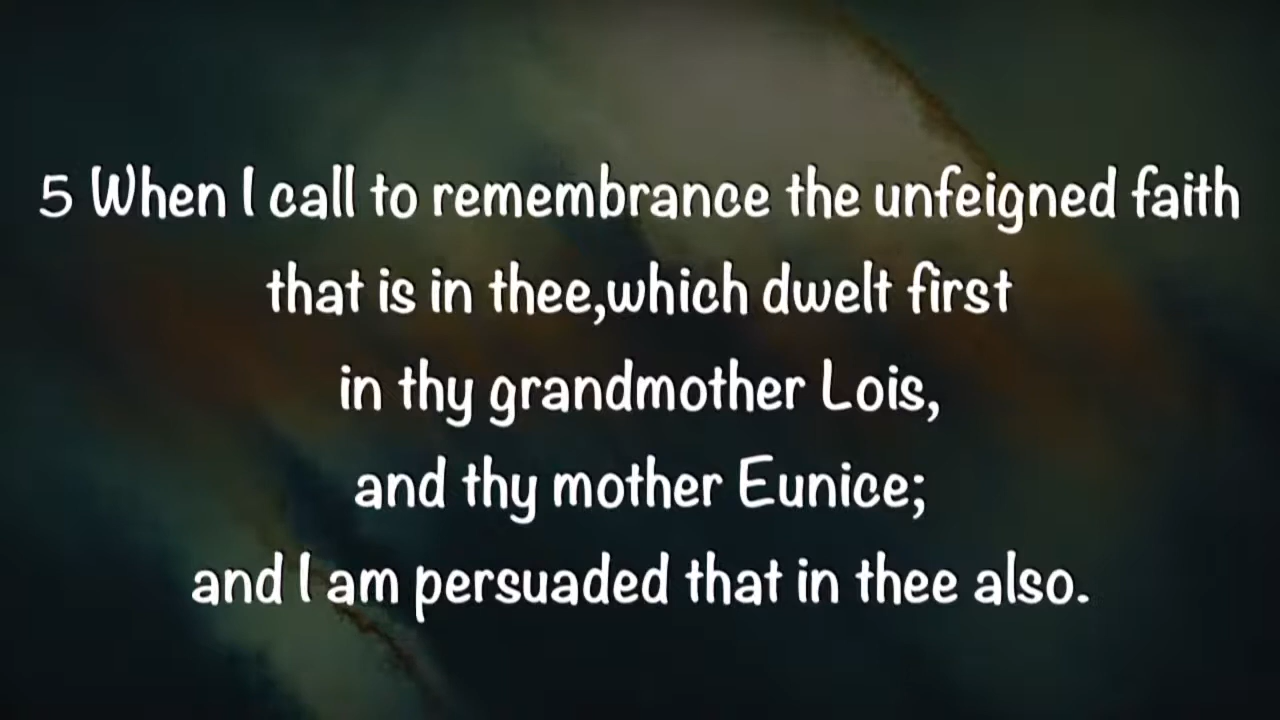 5 When I call to remembrance the unfeigned faith
that is in thee,which dwelt first
in thy grandmother Lois,
and thy mother Eunice;
and I am persuaded that in thee also.